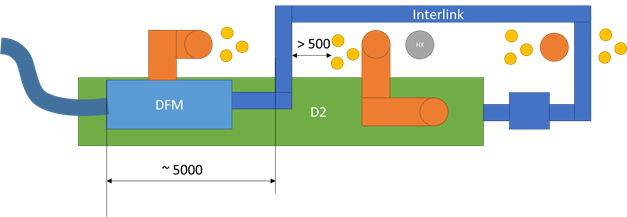 Interlink
> 500
HX
DFM
D2
~ 5000